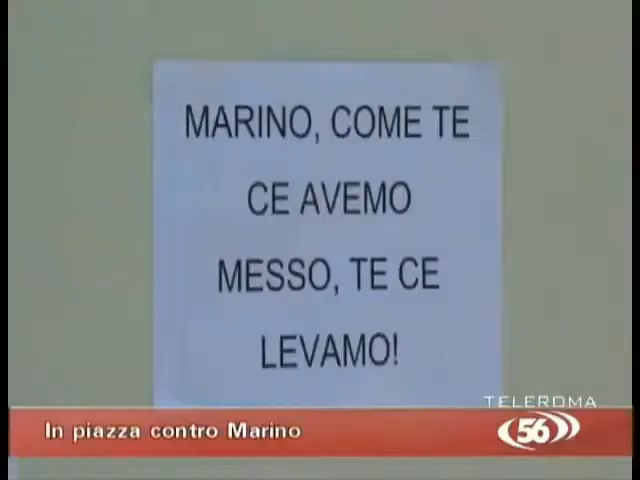 MARINO, COME TE
CE AVEMO
MESSO, TE CE
LEVAMO!
TELEROMA
56
In piazza contro Marino